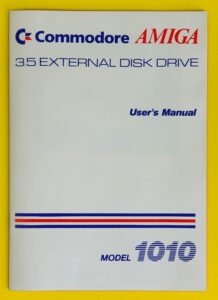 Commodore AMIGA
3.5 EXTERNAL DISK DRIVE
User's Manual
MODEL 1010